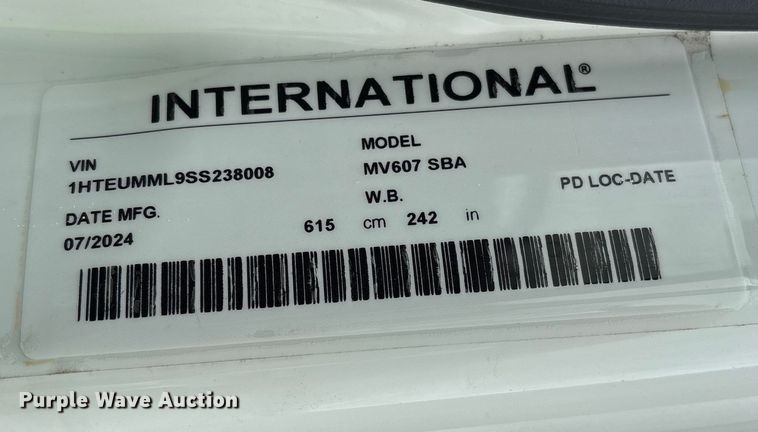 INTERNATIONAL®
VIN
1HTEUMML9SS238008
MODEL
MV607 SBA
DATE MFG.
07/2024
W.B.
615 cm 242 in
PD LOC-DATE
Purple Wave Auction